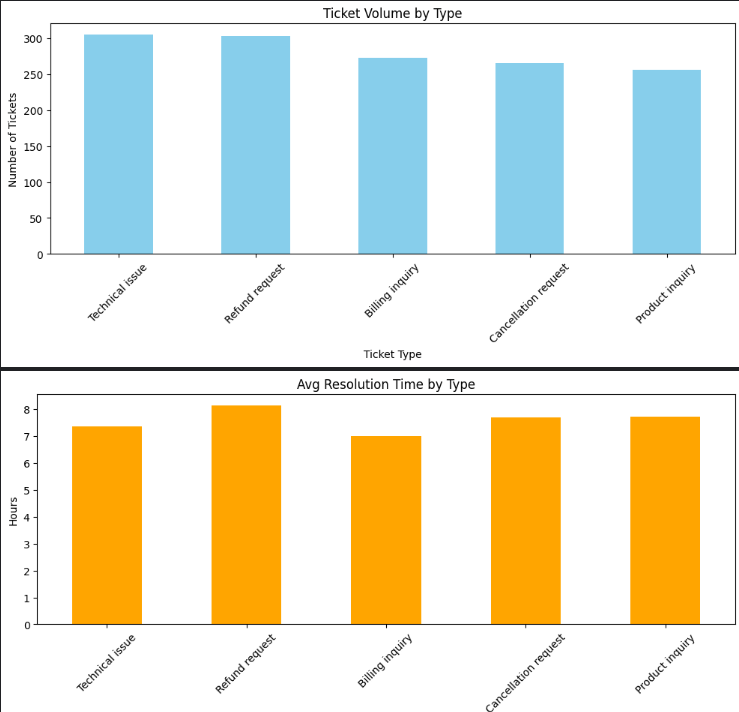 Ticket Volume by Type
300
250
200
150
100
50
0
Number of Tickets
Technical issue
Refund request
Billing inquiry
Cancellation request
Product inquiry
Ticket Type
Avg Resolution Time by Type
8
7
6
5
4
3
2
1
0
Hours
Technical issue
Refund request
Billing inquiry
Cancellation request
Product inquiry